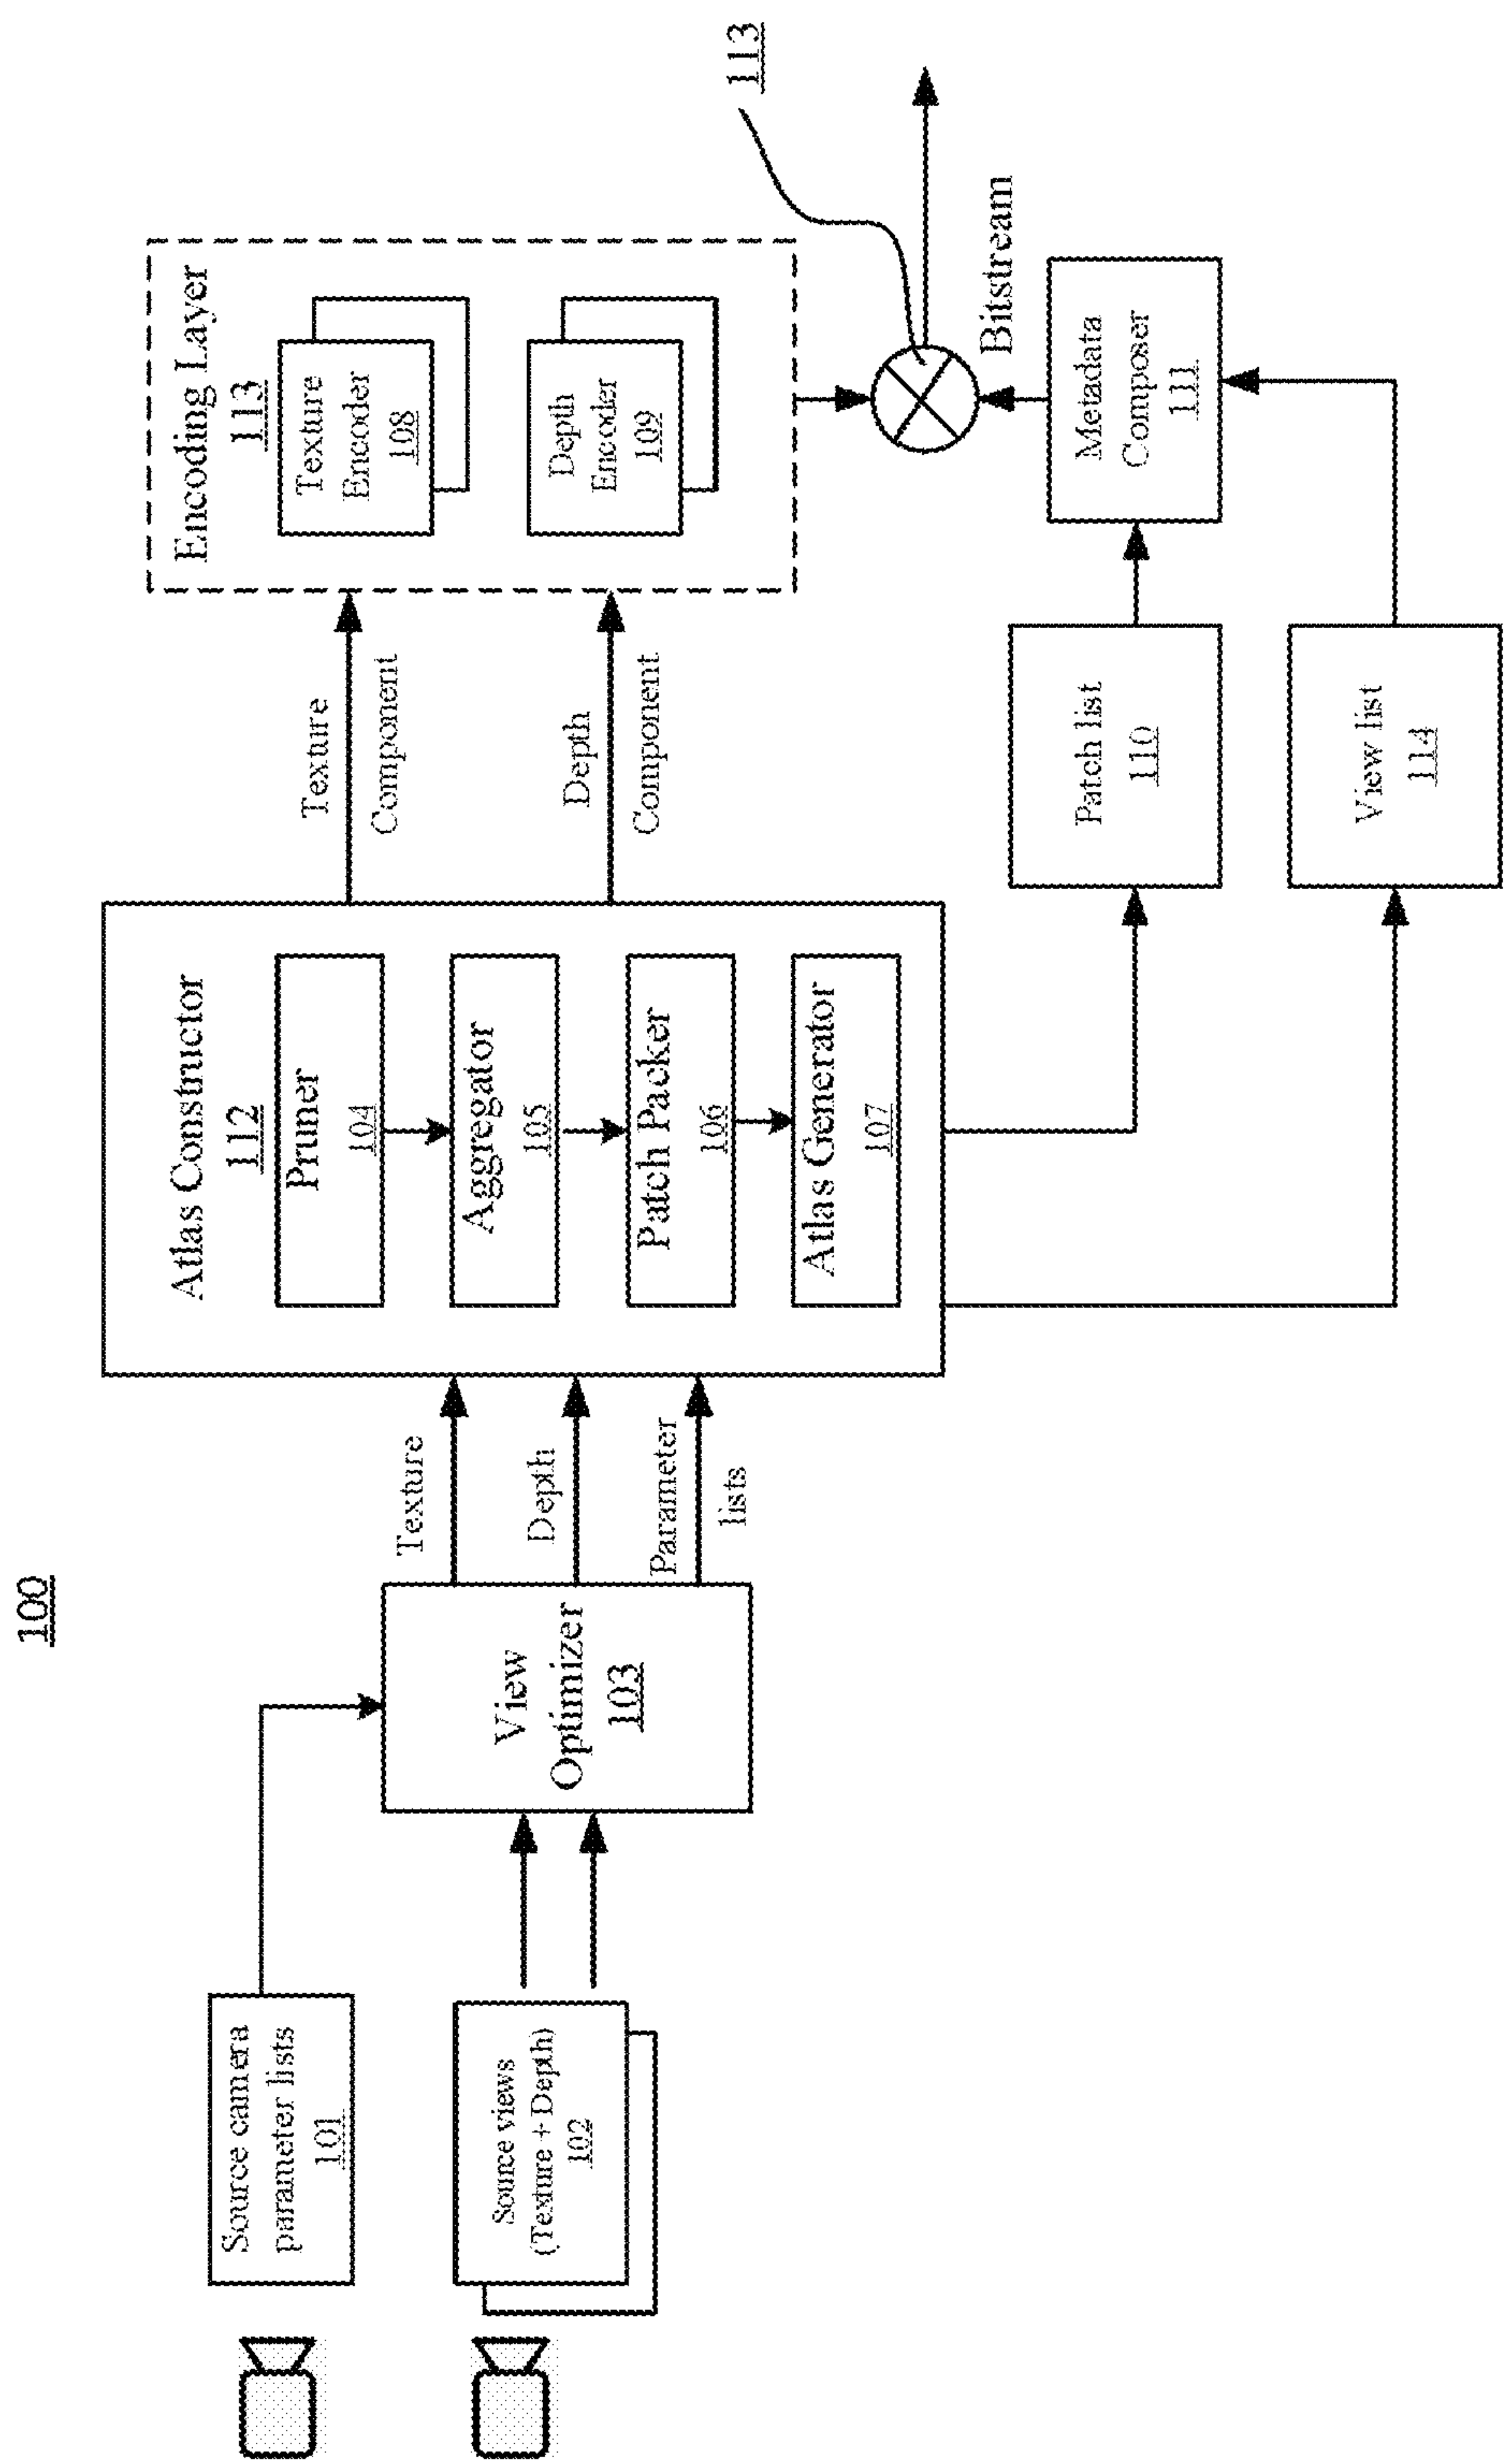 100
Source camera
parameter lists
101
Source views
(Texture + Depth)
102
View
Optimizer
103
Texture
Depth
Parameter
lists
Atlas Constructor
112
Pruner
104
Aggregator
105
Patch Packer
106
Atlas Generator
107
Texture
Component
Depth
Component
Encoding Layer
113
Texture
Encoder
108
Depth
Encoder
109
113
Bitstream
Patch list
110
View list
114
Metadata
Composer
111